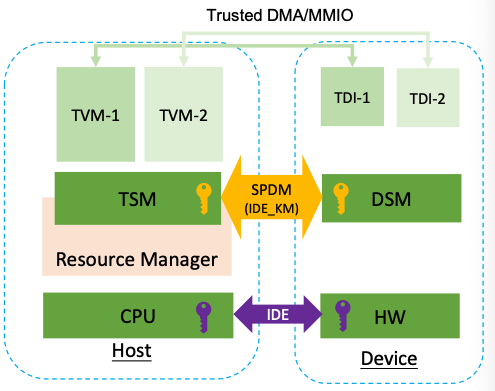 Trusted DMA/MMIO
TVM-1
TVM-2
TDI-1
TDI-2
TSM
SPDM
(IDE_KM)
DSM
Resource Manager
CPU
IDE
HW
Host
Device